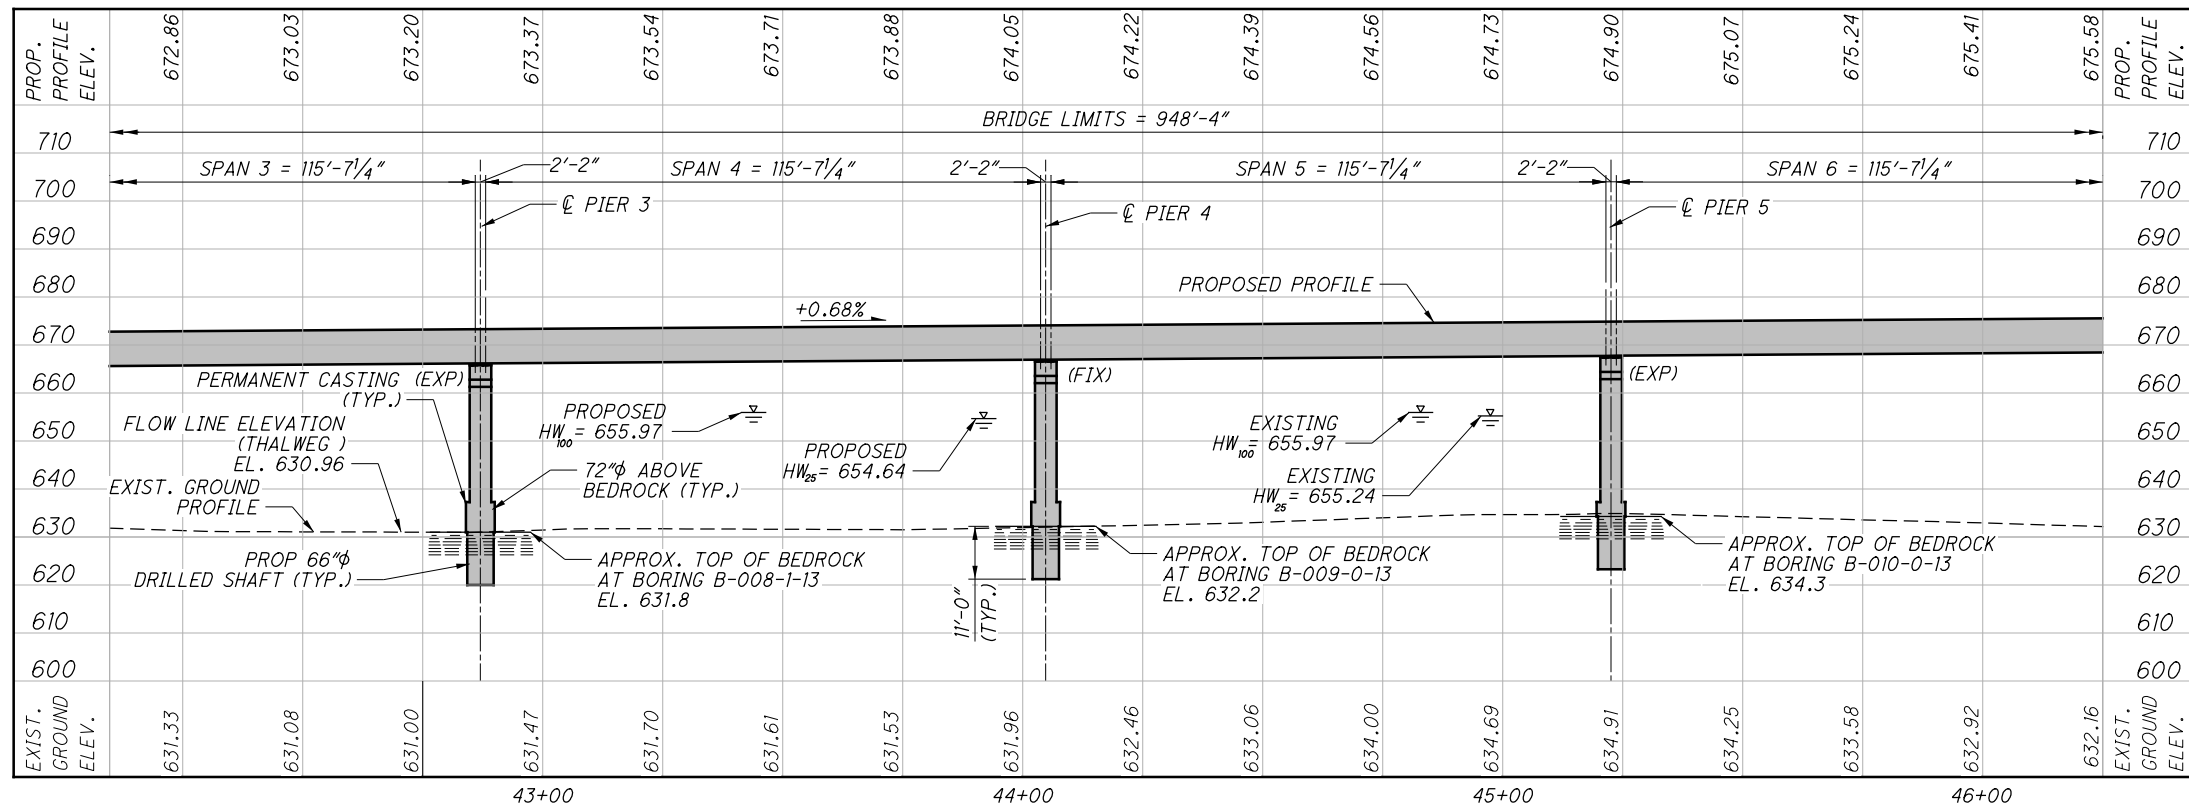 PROP.
PROFILE
ELEV.
672.86
673.03
673.20
673.37
673.54
673.71
673.88
674.05
674.22
674.39
674.56
674.73
674.90
675.07
675.24
675.41
675.58
PROP.
PROFILE
ELEV.
BRIDGE LIMITS = 948'-4"
710
710
SPAN 3 = 115'-7¼"
2'-2"
SPAN 4 = 115'-7¼"
2'-2"
SPAN 5 = 115'-7¼"
2'-2"
SPAN 6 = 115'-7¼"
700
700
℄ PIER 3
℄ PIER 4
℄ PIER 5
690
690
680
680
PROPOSED PROFILE
+0.68%
670
670
PERMANENT CASTING
(TYP.)
(EXP)
(FIX)
(EXP)
660
660
FLOW LINE ELEVATION
(THALWEG )
EL. 630.96
PROPOSED
HW100 = 655.97
PROPOSED
HW25 = 654.64
EXISTING
HW100 = 655.97
EXISTING
HW25 = 655.24
650
650
72"ϕ ABOVE
BEDROCK (TYP.)
640
640
EXIST. GROUND
PROFILE
630
630
PROP 66"ϕ
DRILLED SHAFT (TYP.)
APPROX. TOP OF BEDROCK
AT BORING B-008-1-13
EL. 631.8
11'-0"
(TYP.)
APPROX. TOP OF BEDROCK
AT BORING B-009-0-13
EL. 632.2
APPROX. TOP OF BEDROCK
AT BORING B-010-0-13
EL. 634.3
620
620
610
610
600
600
EXIST.
GROUND
ELEV.
631.33
631.08
631.00
631.47
631.70
631.61
631.53
631.96
632.46
633.06
634.00
634.69
634.91
634.25
633.58
632.92
632.16
EXIST.
GROUND
ELEV.
43+00
44+00
45+00
46+00